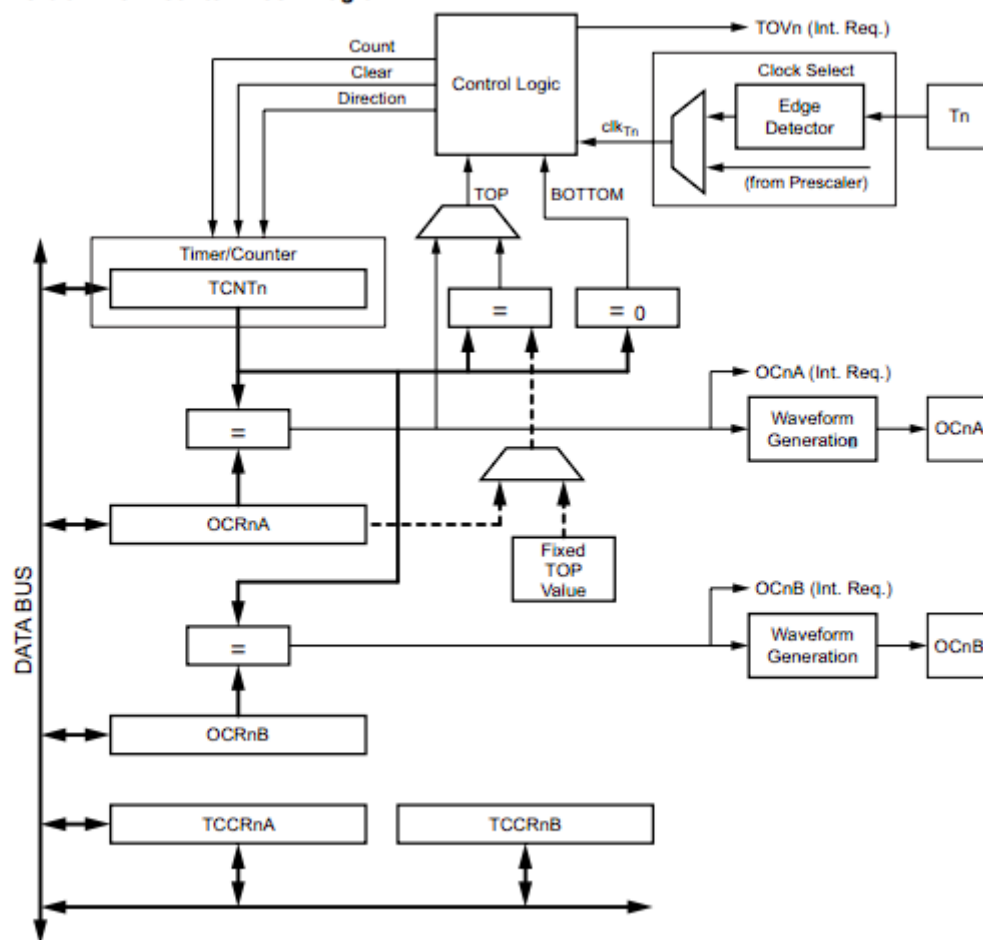 Count
Clear
Direction
Control Logic
TOVn (Int. Req.)
Clock Select
Edge
Detector
Tn
clkTn
(from Prescaler)
TOP
BOTTOM
Timer/Counter
TCNTn
=
= 0
=
OCnA (Int. Req.)
Waveform
Generation
OCnA
OCRnA
Fixed
TOP
Value
DATA BUS
=
OCnB (Int. Req.)
Waveform
Generation
OCnB
OCRnB
TCCRnA
TCCRnB